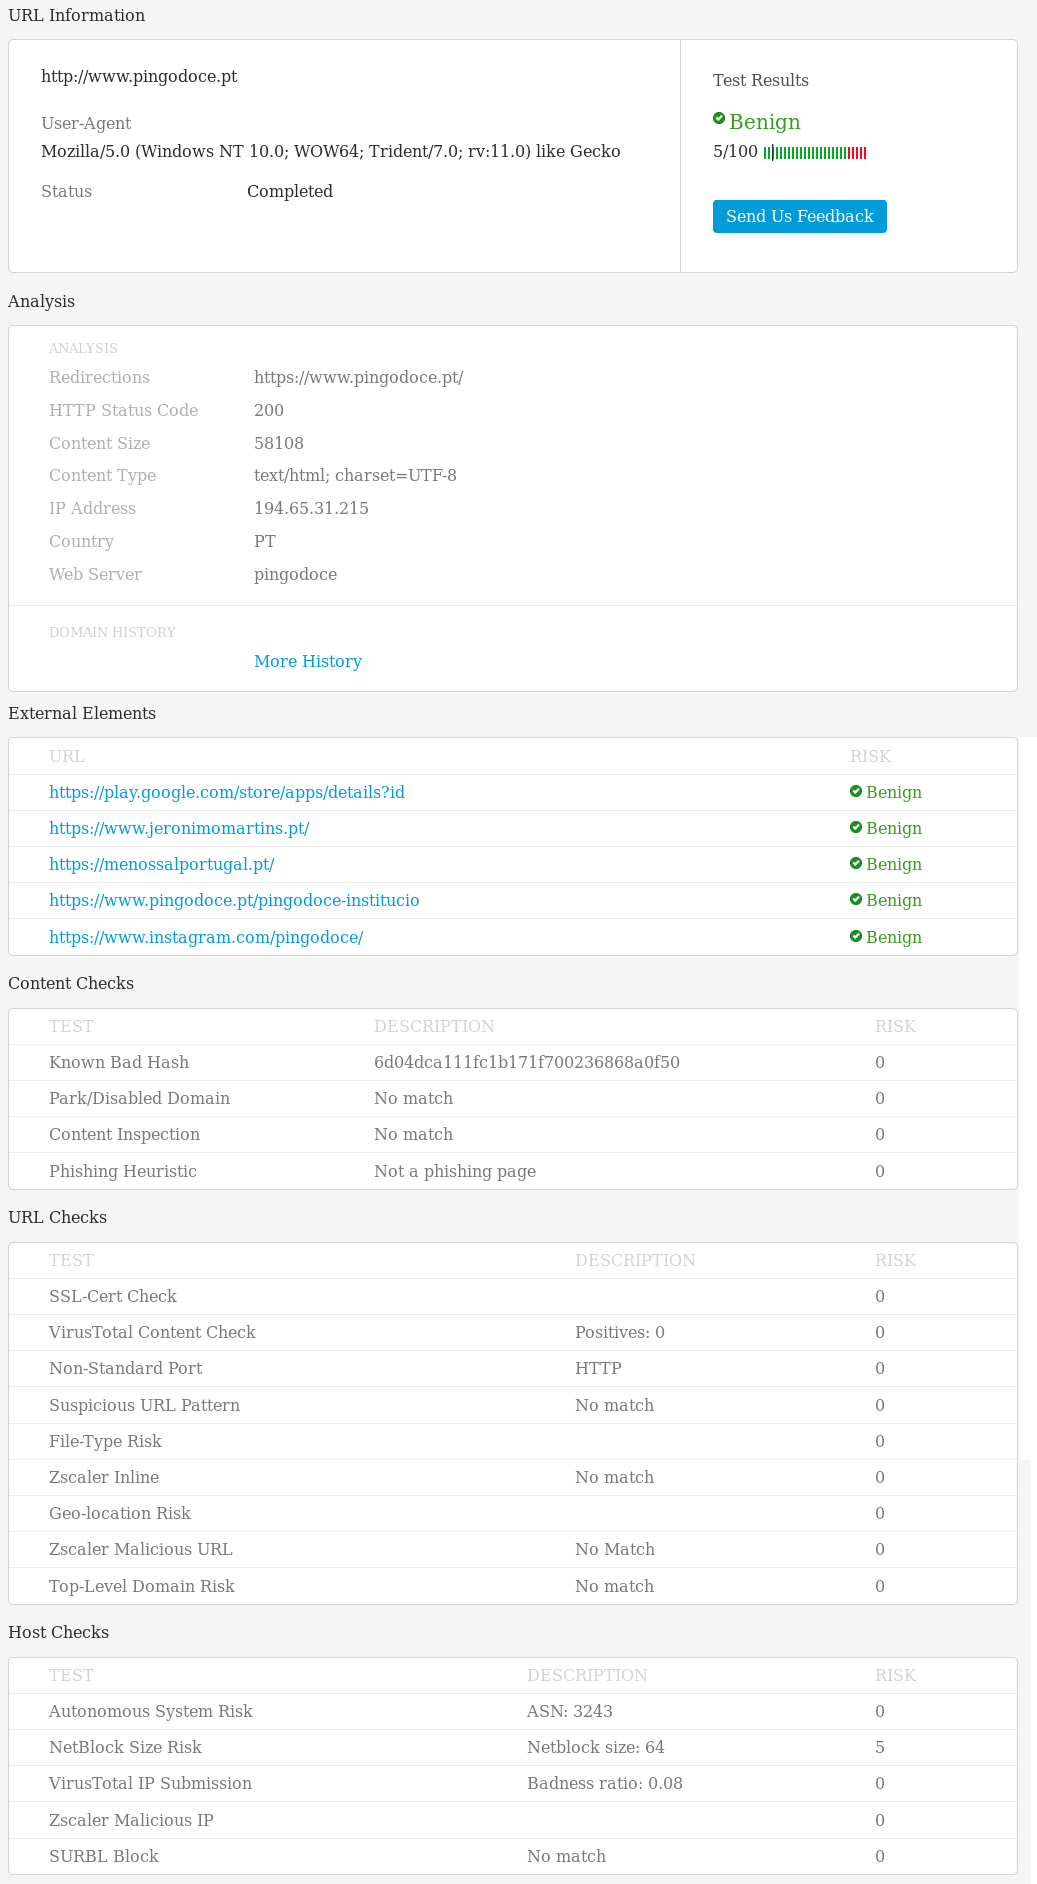 URL Information
http://www.pingodoce.pt
User-Agent
Mozilla/5.0 (Windows NT 10.0; WOW64; Trident/7.0; rv:11.0) like Gecko
Status Completed
Test Results
Benign
5/100
Send Us Feedback
Analysis
ANALYSIS
Redirections https://www.pingodoce.pt/
HTTP Status Code 200
Content Size 58108
Content Type text/html; charset=UTF-8
IP Address 194.65.31.215
Country PT
Web Server pingodoce
DOMAIN HISTORY
More History
External Elements
URL RISK
https://play.google.com/store/apps/details?id Benign
https://www.jeronimomartins.pt/ Benign
https://menossalportugal.pt/ Benign
https://www.pingodoce.pt/pingodoce-institucio Benign
https://www.instagram.com/pingodoce/ Benign
Content Checks
TEST DESCRIPTION RISK
Known Bad Hash 6d04dca111fc1b171f700236868a0f50 0
Park/Disabled Domain No match 0
Content Inspection No match 0
Phishing Heuristic Not a phishing page 0
URL Checks
TEST DESCRIPTION RISK
SSL-Cert Check 0
VirusTotal Content Check Positives: 0 0
Non-Standard Port HTTP 0
Suspicious URL Pattern No match 0
File-Type Risk 0
Zscaler Inline No match 0
Geo-location Risk 0
Zscaler Malicious URL No Match 0
Top-Level Domain Risk No match 0
Host Checks
TEST DESCRIPTION RISK
Autonomous System Risk ASN: 3243 0
NetBlock Size Risk Netblock size: 64 5
VirusTotal IP Submission Badness ratio: 0.08 0
Zscaler Malicious IP 0
SURBL Block No match 0